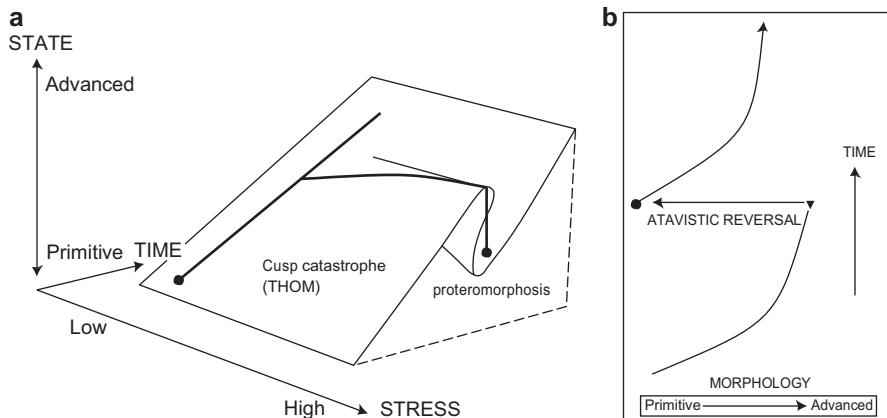 a
STATE
Advanced
Primitive TIME
Low
High STRESS
Cusp catastrophe
(THOM)
proteromorphosis
b
TIME
ATAVISTIC REVERSAL
MORPHOLOGY
Primitive Advanced